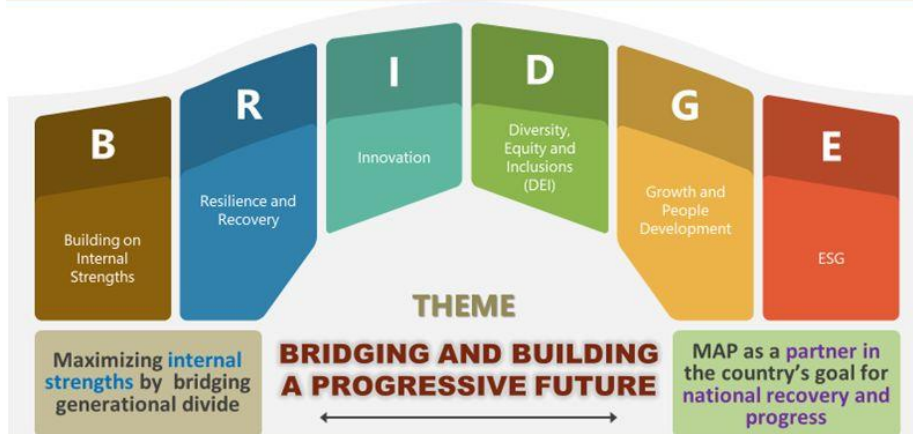 B
Building on
Internal
Strengths
R
Resilience and
Recovery
I
Innovation
D
Diversity,
Equity and
Inclusions
(DEI)
G
Growth and
People
Development
E
ESG
THEME
BRIDGING AND BUILDING
A PROGRESSIVE FUTURE
Maximizing internal
strengths by bridging
generational divide
MAP as a partner in
the country's goal for
national recovery and
progress